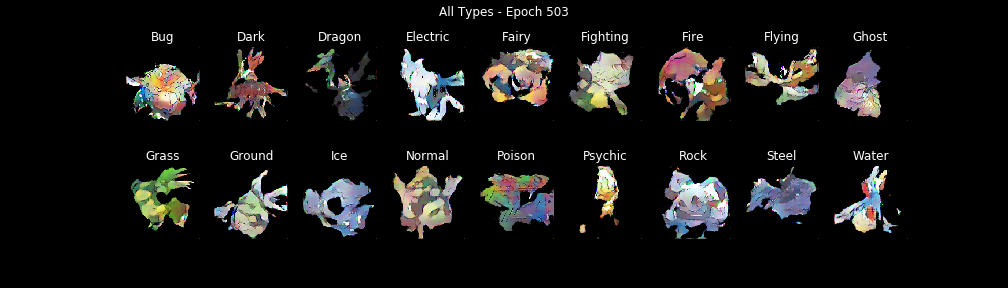 All Types - Epoch 503
Bug Dark Dragon Electric Fairy Fighting Fire Flying Ghost
Grass Ground Ice Normal Poison Psychic Rock Steel Water